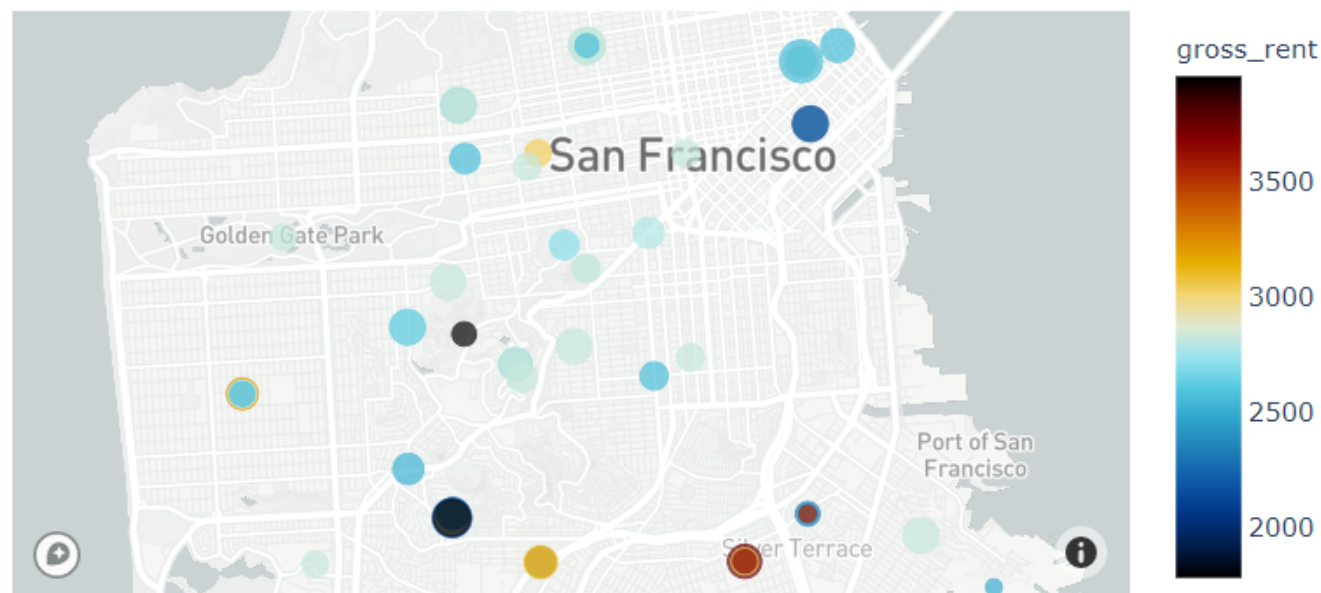 gross_rent
San Francisco
3500
Golden Gate Park
3000
2500
Port of San
Francisco
2000
Silver Terrace